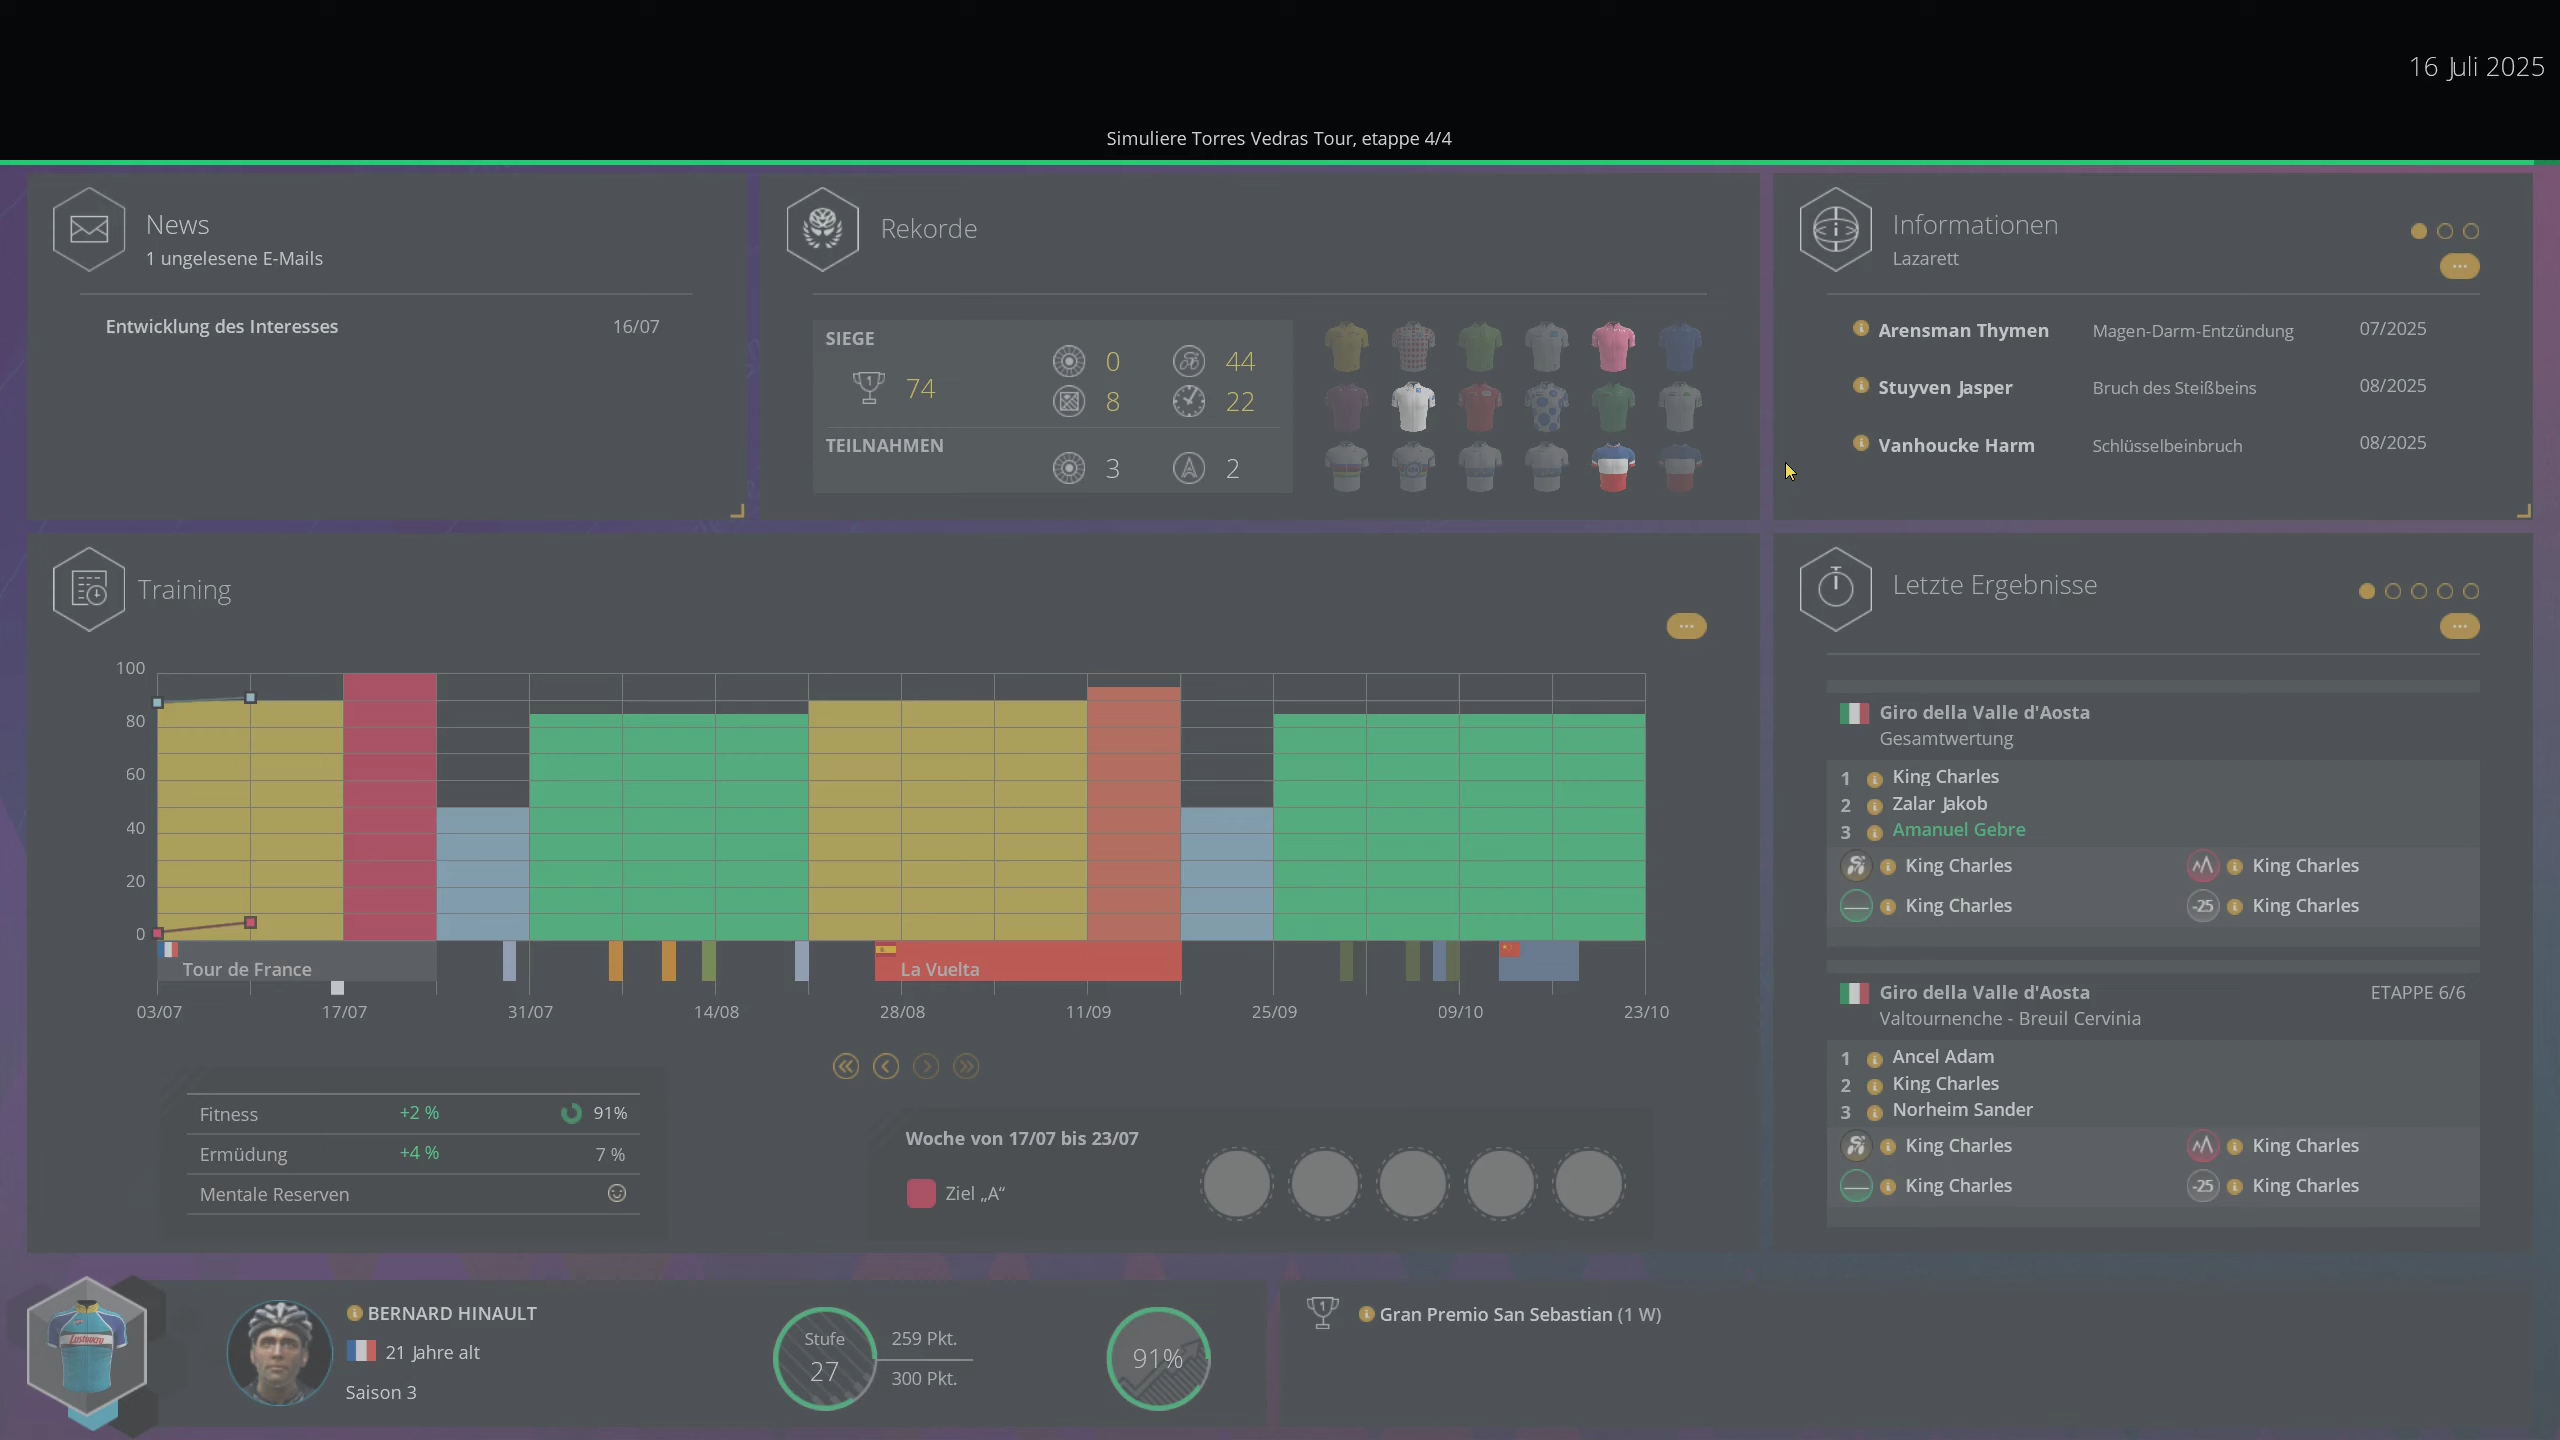 16 Juli 2025
Simuliere Torres Vedras Tour, etappe 4/4
News
1 ungelesene E-Mails
Entwicklung des Interesses 16/07
Rekorde
SIEGE
74
0 44
8 22
TEILNAHMEN
3 2
Informationen
Lazarett
Arensman Thymen Magen-Darm-Entzündung 07/2025
Stuyven Jasper Bruch des Steißbeins 08/2025
Vanhoucke Harm Schlüsselbeinbruch 08/2025
Training
100
80
60
40
20
0
Tour de France La Vuelta
03/07 17/07 31/07 14/08 28/08 11/09 25/09 09/10 23/10
Fitness +2 % 91%
Ermüdung +4 % 7 %
Mentale Reserven
Woche von 17/07 bis 23/07
Ziel „A“
Letzte Ergebnisse
Giro della Valle d'Aosta
Gesamtwertung
1 King Charles
2 Zalar Jakob
3 Amanuel Gebre
King Charles King Charles
King Charles -25 King Charles
Giro della Valle d'Aosta ETAPPE 6/6
Valtournenche - Breuil Cervinia
1 Ancel Adam
2 King Charles
3 Norheim Sander
King Charles King Charles
King Charles -25 King Charles
BERNARD HINAULT
21 Jahre alt
Saison 3
Stufe
27
259 Pkt.
300 Pkt.
91%
Gran Premio San Sebastian (1 W)